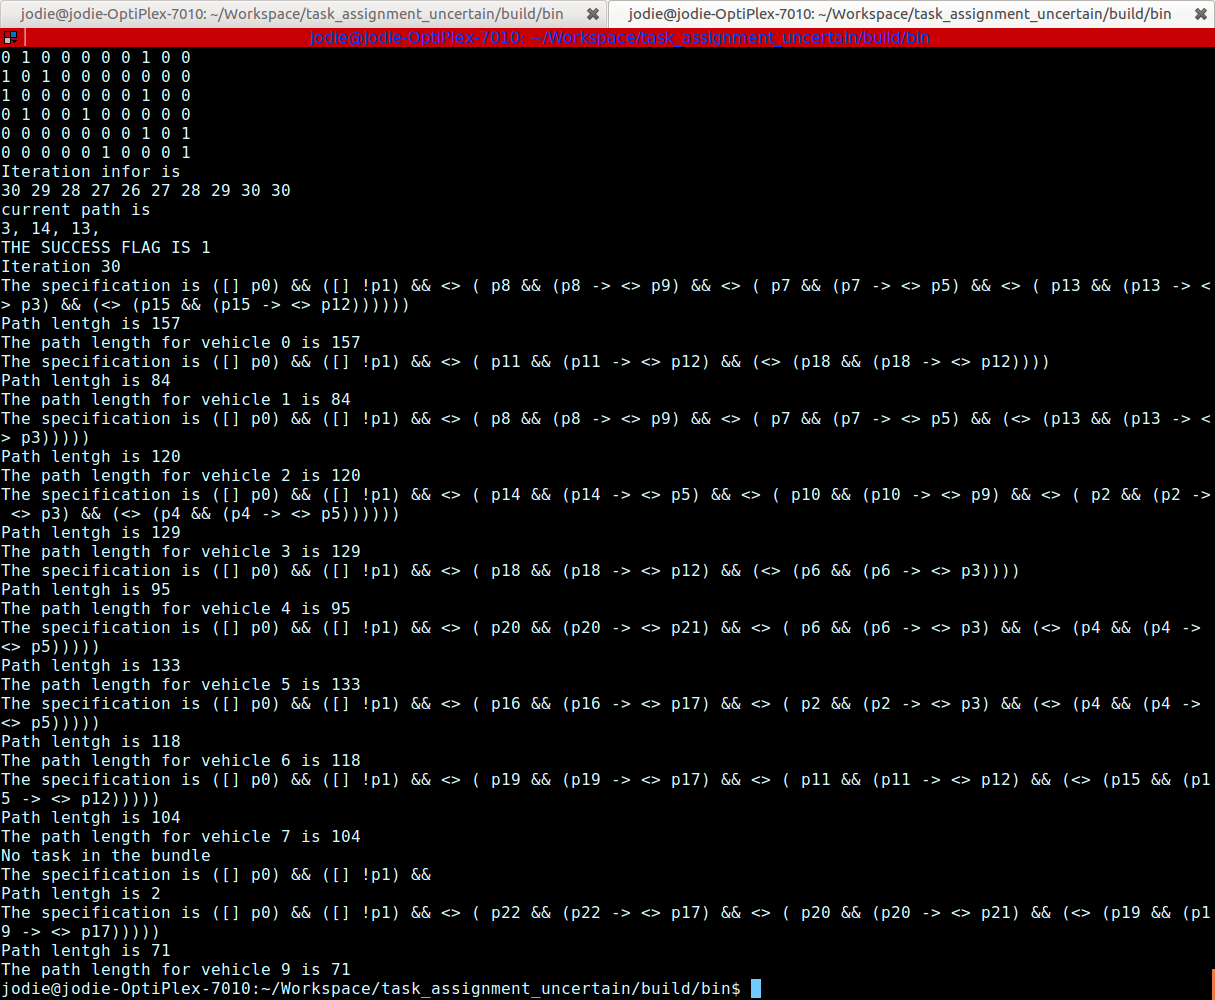 jodie@jodie-OptiPlex-7010: ~/Workspace/task_assignment_uncertain/build/bin
jodie@jodie-OptiPlex-7010: ~/Workspace/task_assignment_uncertain/build/bin
jodie@jodie-OptiPlex-7010: ~/Workspace/task_assignment_uncertain/build/bin
0 1 0 0 0 0 0 1 0 0
1 0 1 0 0 0 0 0 0 0
1 0 0 0 0 0 0 1 0 0
0 1 0 0 1 0 0 0 0 0
0 0 0 0 0 0 0 1 0 1
0 0 0 0 0 1 0 0 0 1
Iteration infor is
30 29 28 27 26 27 28 29 30 30
current path is
3, 14, 13,
THE SUCCESS FLAG IS 1
Iteration 30
The specification is ([] p0) && ([] !p1) && <> ( p8 && (p8 -> <> p9) && <> ( p7 && (p7 -> <> p5) && <> ( p13 && (p13 -> <
> p3) && (<> (p15 && (p15 -> <> p12))))))
Path lentgh is 157
The path length for vehicle 0 is 157
The specification is ([] p0) && ([] !p1) && <> ( p11 && (p11 -> <> p12) && (<> (p18 && (p18 -> <> p12))))
Path lentgh is 84
The path length for vehicle 1 is 84
The specification is ([] p0) && ([] !p1) && <> ( p8 && (p8 -> <> p9) && <> ( p7 && (p7 -> <> p5) && (<> (p13 && (p13 -> <
> p3)))))
Path lentgh is 120
The path length for vehicle 2 is 120
The specification is ([] p0) && ([] !p1) && <> ( p14 && (p14 -> <> p5) && <> ( p10 && (p10 -> <> p9) && <> ( p2 && (p2 ->
 <> p3) && (<> (p4 && (p4 -> <> p5))))))
Path lentgh is 129
The path length for vehicle 3 is 129
The specification is ([] p0) && ([] !p1) && <> ( p18 && (p18 -> <> p12) && (<> (p6 && (p6 -> <> p3))))
Path lentgh is 95
The path length for vehicle 4 is 95
The specification is ([] p0) && ([] !p1) && <> ( p20 && (p20 -> <> p21) && <> ( p6 && (p6 -> <> p3) && (<> (p4 && (p4 ->
<> p5)))))
Path lentgh is 133
The path length for vehicle 5 is 133
The specification is ([] p0) && ([] !p1) && <> ( p16 && (p16 -> <> p17) && <> ( p2 && (p2 -> <> p3) && (<> (p4 && (p4 ->
<> p5)))))
Path lentgh is 118
The path length for vehicle 6 is 118
The specification is ([] p0) && ([] !p1) && <> ( p19 && (p19 -> <> p17) && <> ( p11 && (p11 -> <> p12) && (<> (p15 && (p1
5 -> <> p12)))))
Path lentgh is 104
The path length for vehicle 7 is 104
No task in the bundle
The specification is ([] p0) && ([] !p1) &&
Path lentgh is 2
The specification is ([] p0) && ([] !p1) && <> ( p22 && (p22 -> <> p17) && <> ( p20 && (p20 -> <> p21) && (<> (p19 && (p1
9 -> <> p17)))))
Path lentgh is 71
The path length for vehicle 9 is 71
jodie@jodie-OptiPlex-7010:~/Workspace/task_assignment_uncertain/build/bin$